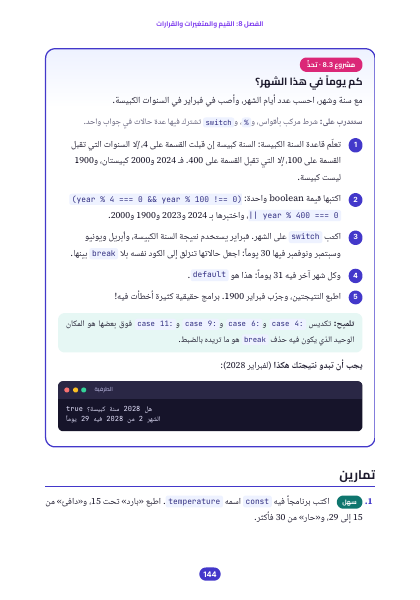 الفصل 8: القيم والمتغيرات والقرارات
مشروع 8.3 · تحدٍّ
كم يوماً في هذا الشهر؟
مع سنة وشهر، احسب عدد أيام الشهر، وأصب في فبراير في السنوات الكبيسة.
ستتدرب على: شرط مركب بأقواس، و %، و switch تشترك فيها عدة حالات في جواب واحد.
1 تعلّم قاعدة السنة الكبيسة: السنة كبيسة إن قبلت القسمة على 4، إلا السنوات التي تقبل
القسمة على 100، إلا التي تقبل القسمة على 400. فـ 2024 و2000 كبيستان، و1900
ليست كبيسة.
2 اكتبها قيمة boolean واحدة: (year % 4 === 0 && year % 100 !== 0)
|| year % 400 === 0، واختبرها بـ 2024 و2023 و1900 و2000.
3 اكتب switch على الشهر. فبراير يستخدم نتيجة السنة الكبيسة، وأبريل ويونيو
وسبتمبر ونوفمبر فيها 30 يوماً: اجعل حالاتها تنزلق إلى الكود نفسه بلا break بينها.
4 وكل شهر آخر فيه 31 يوماً: هذا هو default.
5 اطبع النتيجتين، وجرّب فبراير 1900. برامج حقيقية كثيرة أخطأت فيه!
تلميح: تكديس case 4: و case 6: و case 9: و case 11: فوق بعضها هو المكان
الوحيد الذي يكون فيه حذف break هو ما تريده بالضبط.
يجب أن تبدو نتيجتك هكذا (لفبراير 2028):
الطرفية
هل 2028 سنة كبيسة؟ true
الشهر 2 من 2028 فيه 29 يوماً
تمارين
1. سهل اكتب برنامجاً فيه const اسمه temperature. اطبع «بارد» تحت 15، و«دافئ» من
15 إلى 29، و«حار» من 30 فأكثر.
144